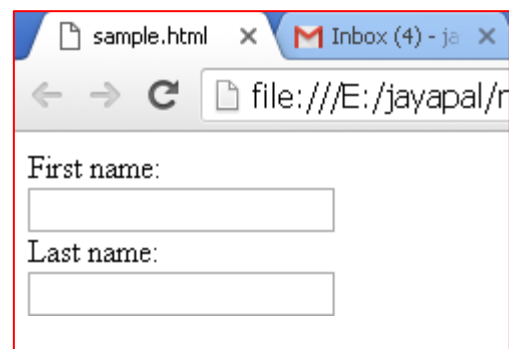 sample.html Inbox (4) - ja
file:///E:/jayapal/
First name:
Last name: